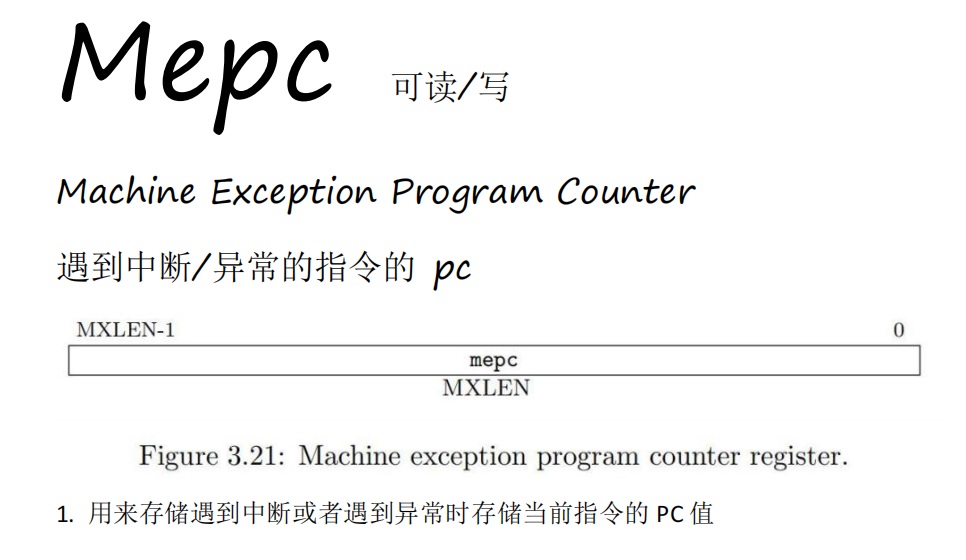 Mepc 可读/写
Machine Exception Program Counter
遇到中断/异常的指令的 pc
MXLEN-1 0
mepc
MXLEN
Figure 3.21: Machine exception program counter register.
1. 用来存储遇到中断或者遇到异常时存储当前指令的 PC 值